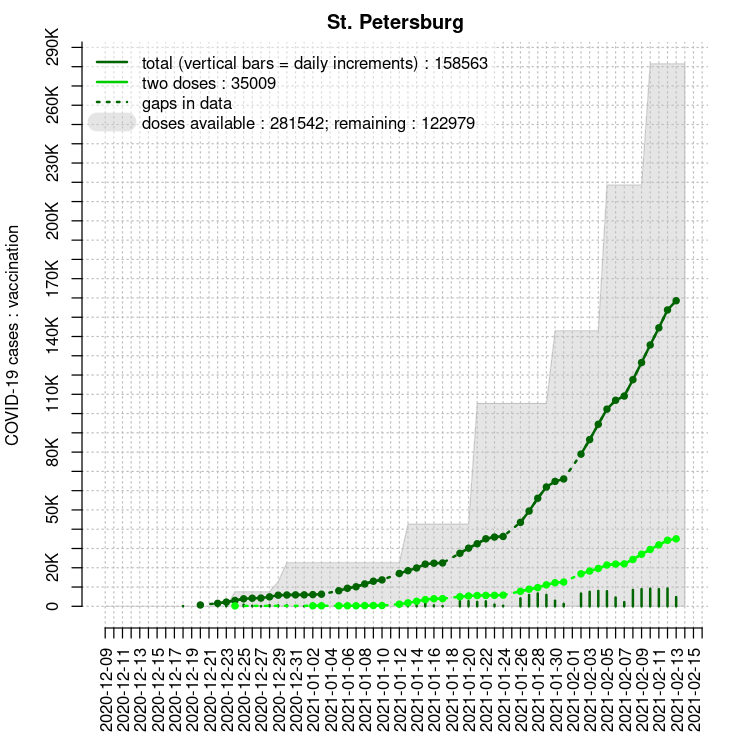 St. Petersburg
total (vertical bars = daily increments) : 158563
two doses : 35009
gaps in data
doses available : 281542; remaining : 122979
COVID-19 cases : vaccination
290K
260K
230K
200K
170K
140K
110K
80K
50K
20K
0
2020-12-09
2020-12-11
2020-12-13
2020-12-15
2020-12-17
2020-12-19
2020-12-21
2020-12-23
2020-12-25
2020-12-27
2020-12-29
2020-12-31
2021-01-02
2021-01-04
2021-01-06
2021-01-08
2021-01-10
2021-01-12
2021-01-14
2021-01-16
2021-01-18
2021-01-20
2021-01-22
2021-01-24
2021-01-26
2021-01-28
2021-01-30
2021-02-01
2021-02-03
2021-02-05
2021-02-07
2021-02-09
2021-02-11
2021-02-13
2021-02-15